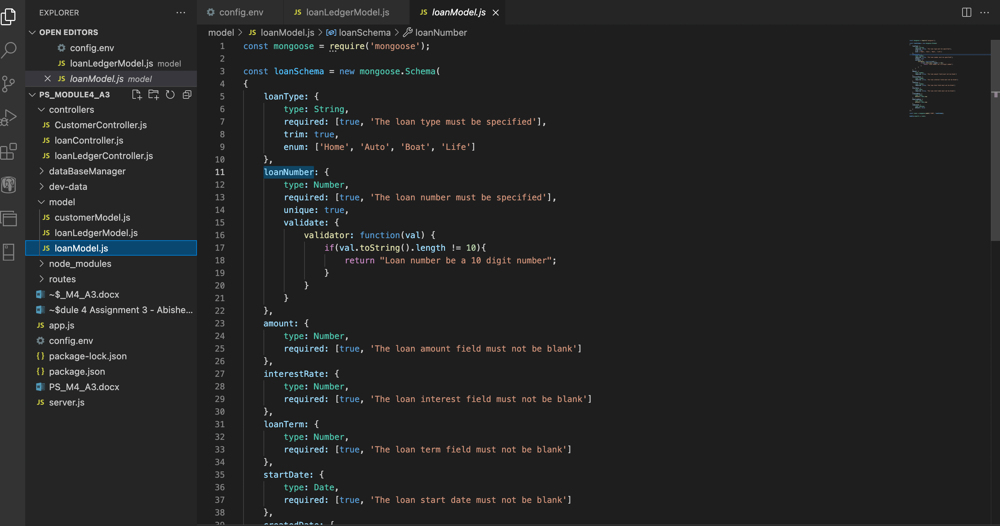 EXPLORER
OPEN EDITORS
config.env
loanLedgerModel.js model
loanModel.js model
PS_MODULE4_A3
controllers
JS CustomerController.js
JS loanController.js
JS loanLedgerController.js
dataBaseManager
dev-data
model
JS customerModel.js
JS loanLedgerModel.js
JS loanModel.js
node_modules
routes
~$_M4_A3.docx
~$dule 4 Assignment 3 - Abishe...
JS app.js
config.env
{} package-lock.json
{} package.json
PS_M4_A3.docx
JS server.js
config.env JS loanLedgerModel.js JS loanModel.js
model > JS loanModel.js > loanSchema > loanNumber
1 const mongoose = require('mongoose');
2
3 const loanSchema = new mongoose.Schema(
4 {
5 loanType: {
6 type: String,
7 required: [true, 'The loan type must be specified'],
8 trim: true,
9 enum: ['Home', 'Auto', 'Boat', 'Life']
10 },
11 loanNumber: {
12 type: Number,
13 required: [true, 'The loan number must be specified'],
14 unique: true,
15 validate: {
16 validator: function(val) {
17 if(val.toString().length != 10){
18 return "Loan number be a 10 digit number";
19 }
20 }
21 }
22 },
23 amount: {
24 type: Number,
25 required: [true, 'The loan amount field must not be blank']
26 },
27 interestRate: {
28 type: Number,
29 required: [true, 'The loan interest field must not be blank']
30 },
31 loanTerm: {
32 type: Number,
33 required: [true, 'The loan term field must not be blank']
34 },
35 startDate: {
36 type: Date,
37 required: [true, 'The loan start date must not be blank']
38 },
39 createdDate: {